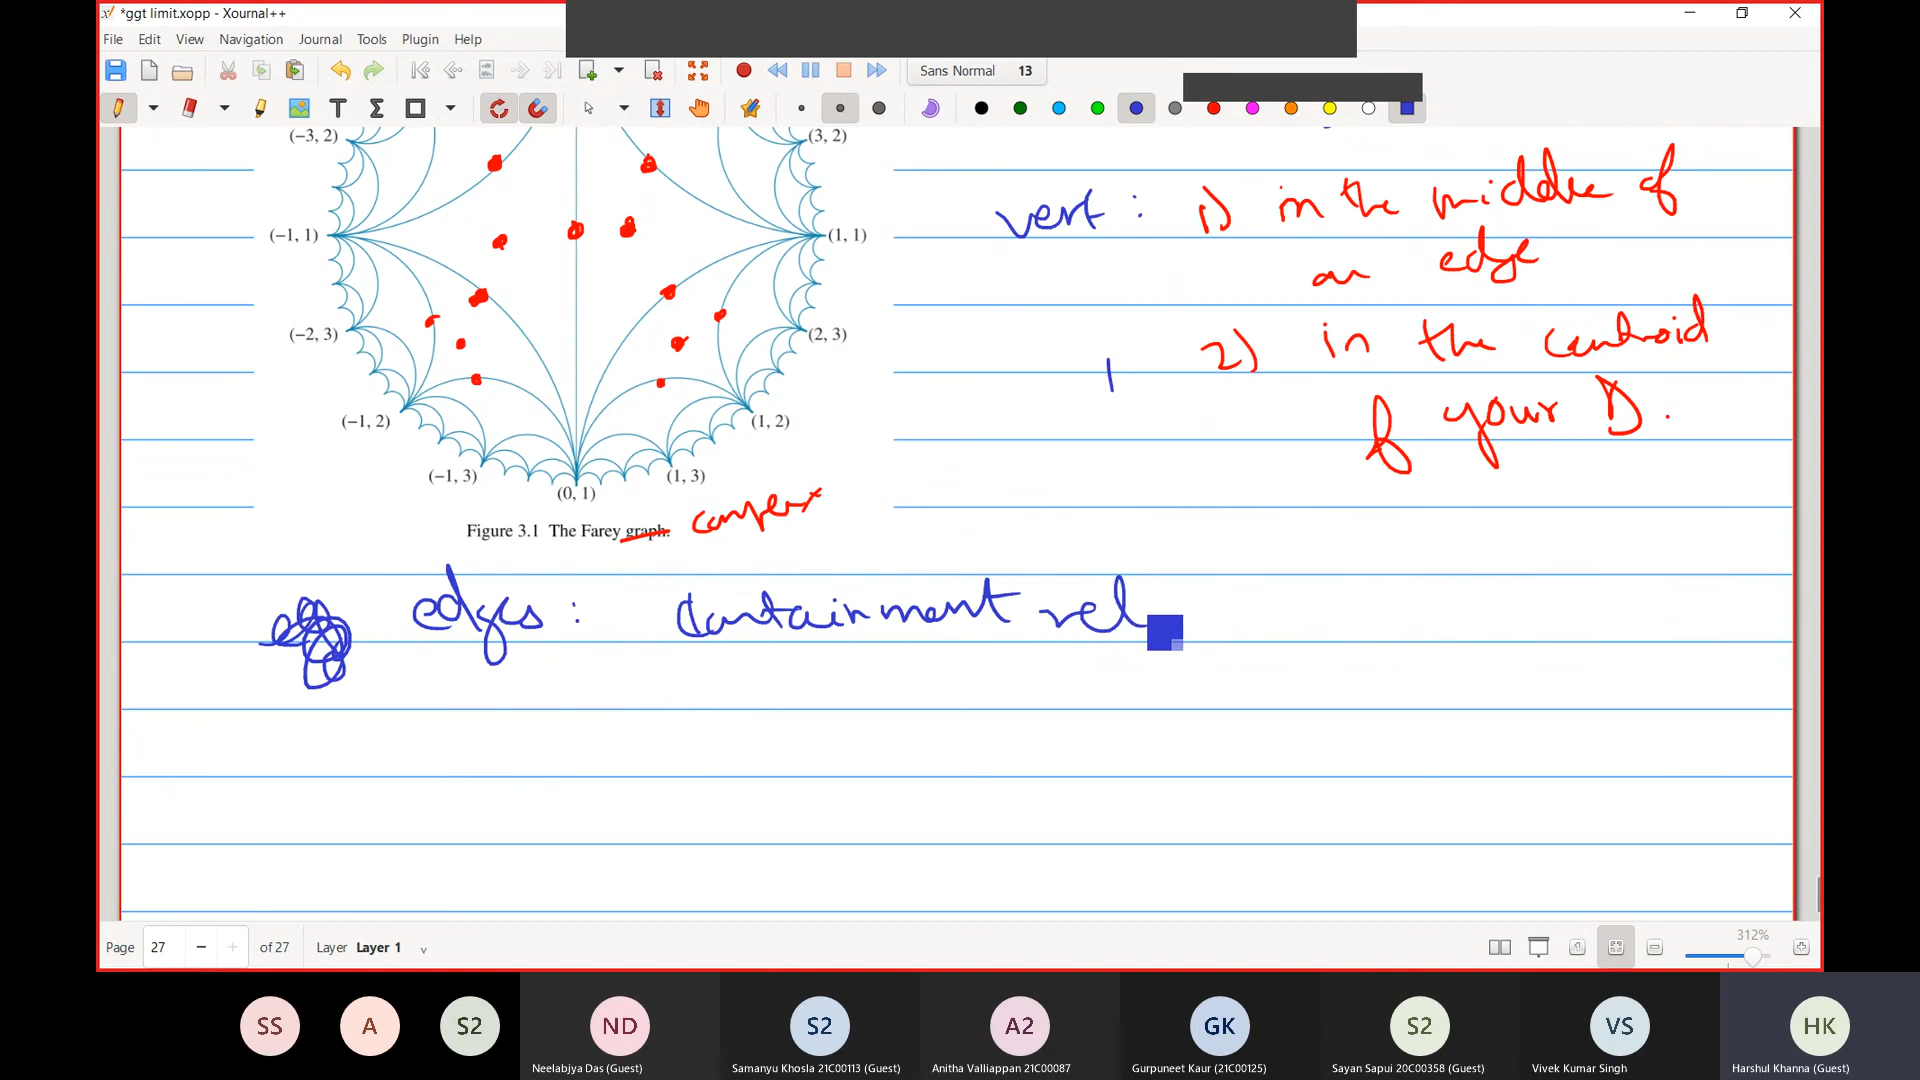 *ggt limit.xopp - Xournal++
File Edit View Navigation Journal Tools Plugin Help
Sans Normal 13
(−3, 2) (3, 2)
(−1, 1) (1, 1)
(−2, 3) (2, 3)
(−1, 2) (1, 2)
(−1, 3) (1, 3)
(0, 1)
Figure 3.1 The Farey graph. complex
vert : 1) in the middle of
an edge
2) in the centroid
of your Δ.
edges : containment rel
Page 27 of 27 Layer Layer 1
312%
SS A S2 ND S2 A2 GK S2 VS HK
Neelabjya Das (Guest) Samanyu Khosla 21C00113 (Guest) Anitha Valliappan 21C00087 Gurpuneet Kaur (21C00125) Sayan Sapui 20C00358 (Guest) Vivek Kumar Singh Harshul Khanna (Guest)